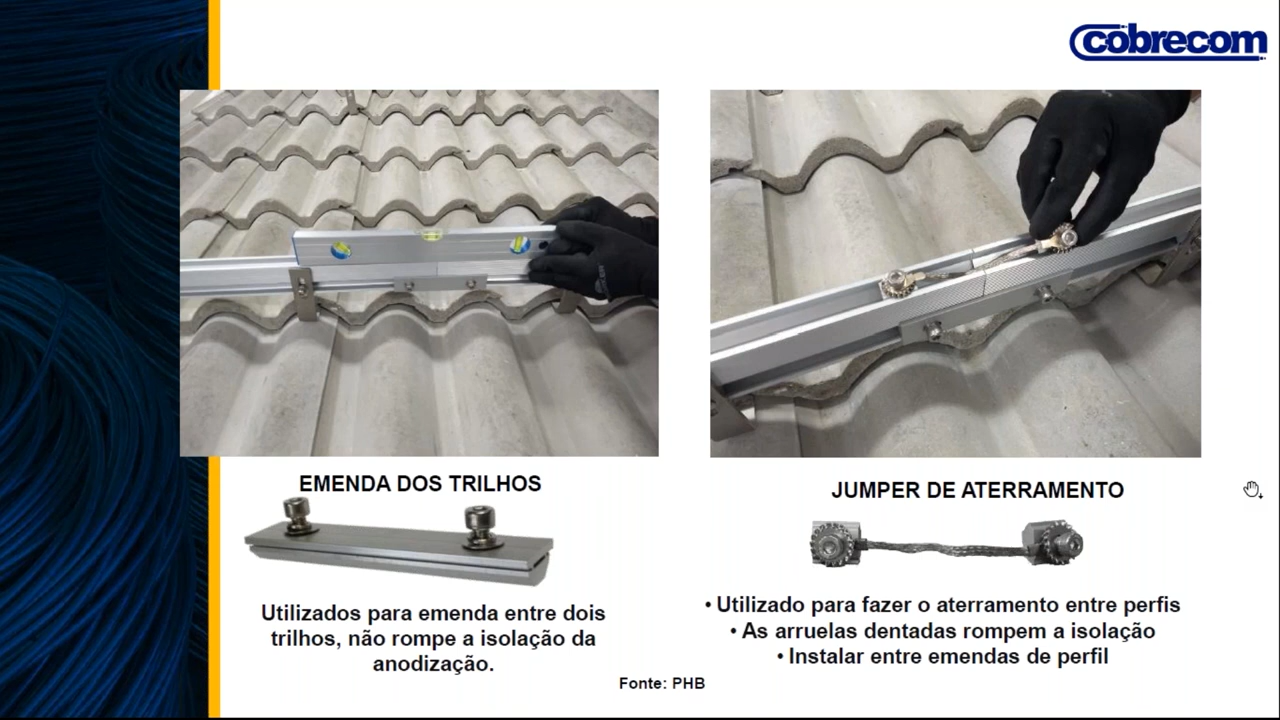 cobrecom
EMENDA DOS TRILHOS
Utilizados para emenda entre dois
trilhos, não rompe a isolação da
anodização.
JUMPER DE ATERRAMENTO
• Utilizado para fazer o aterramento entre perfis
• As arruelas dentadas rompem a isolação
• Instalar entre emendas de perfil
Fonte: PHB